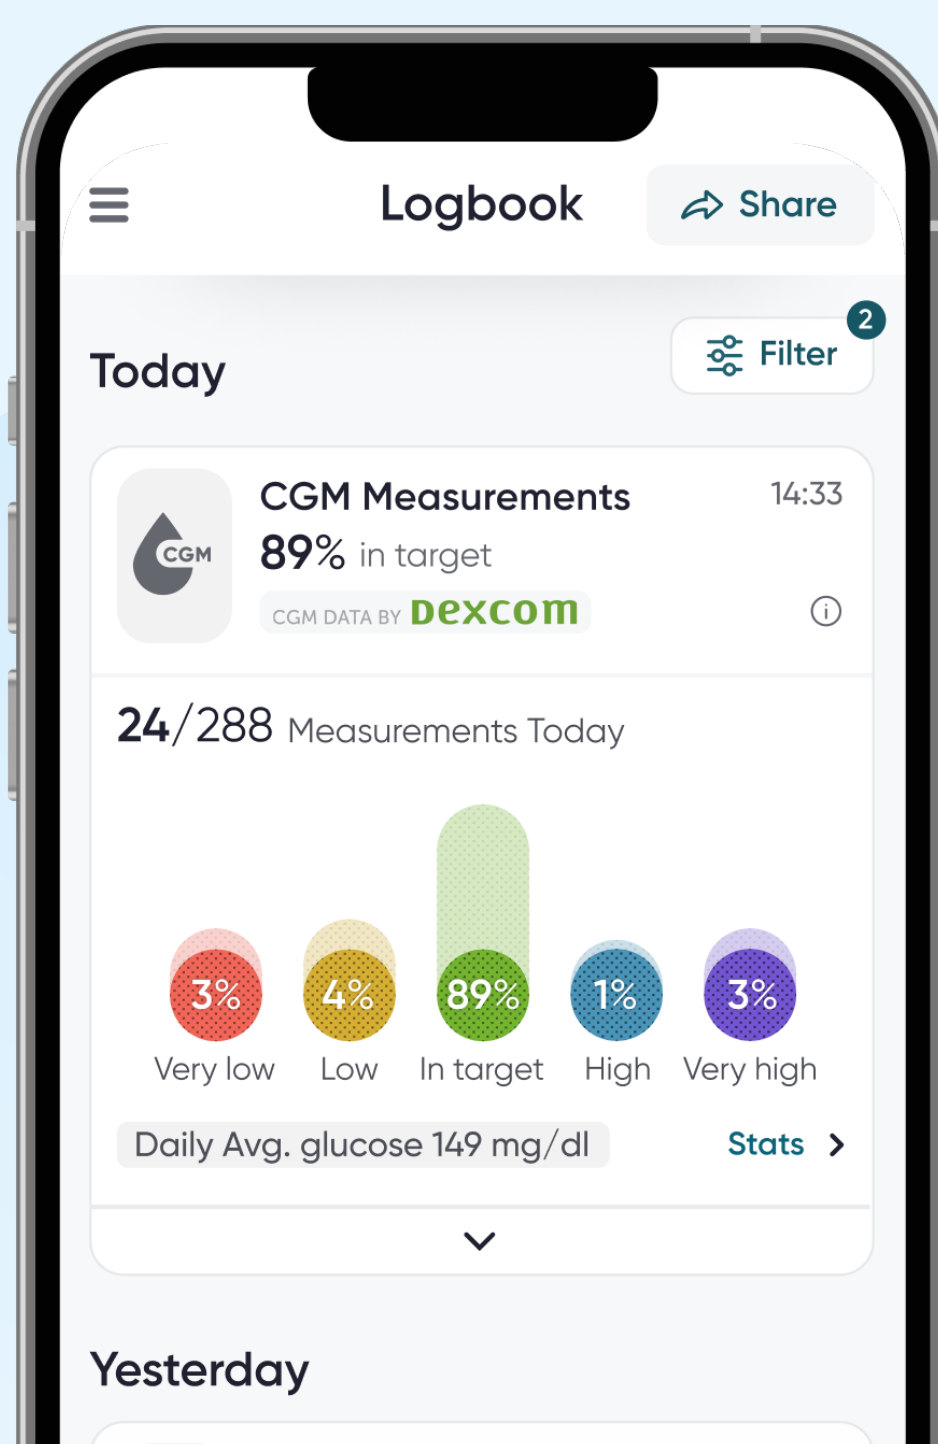 Logbook
Share
2
Today
Filter
CGM
CGM Measurements
14:33
89% in target
CGM DATA BY Dexcom
24/288 Measurements Today
3%
4%
89%
1%
3%
Very low
Low
In target
High
Very high
Daily Avg. glucose 149 mg/dl
Stats
Yesterday